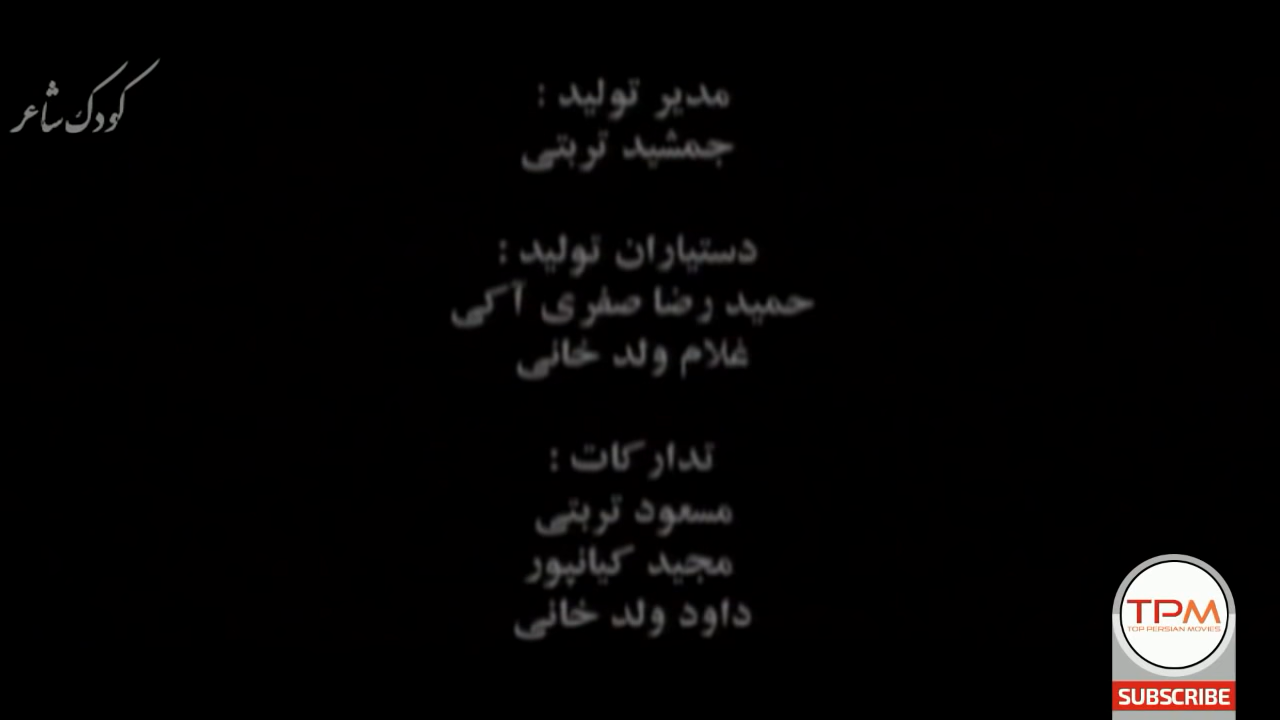 کودک شاعر
مدیر تولید :
جمشید تربتی
دستیاران تولید :
حمید رضا صفری آکی
غلام ولد خانی
تدارکات :
مسعود تربتی
مجید کیانپور
داود ولد خانی
TPM
TOP PERSIAN MOVIES
SUBSCRIBE